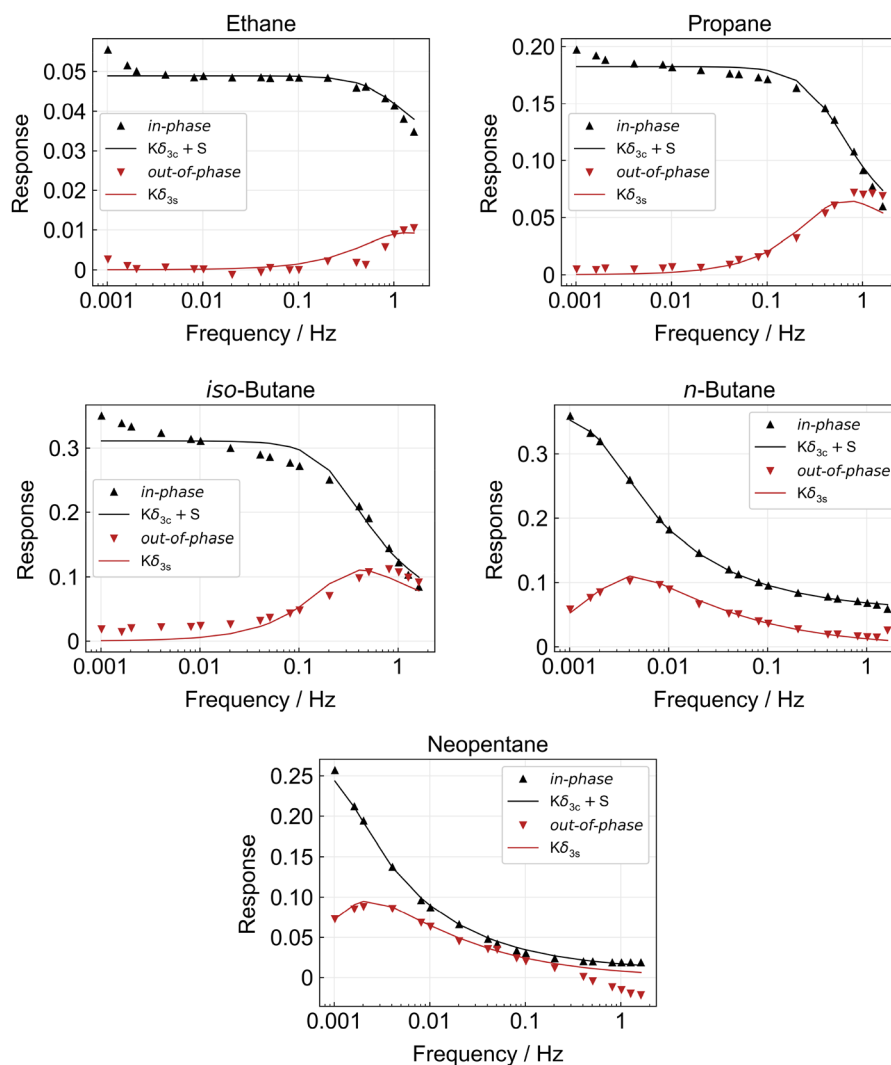 Ethane
Response
0.05
0.04
0.03
0.02
0.01
0
in-phase
Kδ3c + S
out-of-phase
Kδ3s
0.001
0.01
0.1
1
Frequency / Hz
Propane
Response
0.20
0.15
0.10
0.05
0
in-phase
Kδ3c + S
out-of-phase
Kδ3s
0.001
0.01
0.1
1
Frequency / Hz
iso-Butane
Response
0.3
0.2
0.1
0
in-phase
Kδ3c + S
out-of-phase
Kδ3s
0.001
0.01
0.1
1
Frequency / Hz
n-Butane
Response
0.3
0.2
0.1
0
in-phase
Kδ3c + S
out-of-phase
Kδ3s
0.001
0.01
0.1
1
Frequency / Hz
Neopentane
Response
0.25
0.20
0.15
0.10
0.05
0
in-phase
Kδ3c + S
out-of-phase
Kδ3s
0.001
0.01
0.1
1
Frequency / Hz